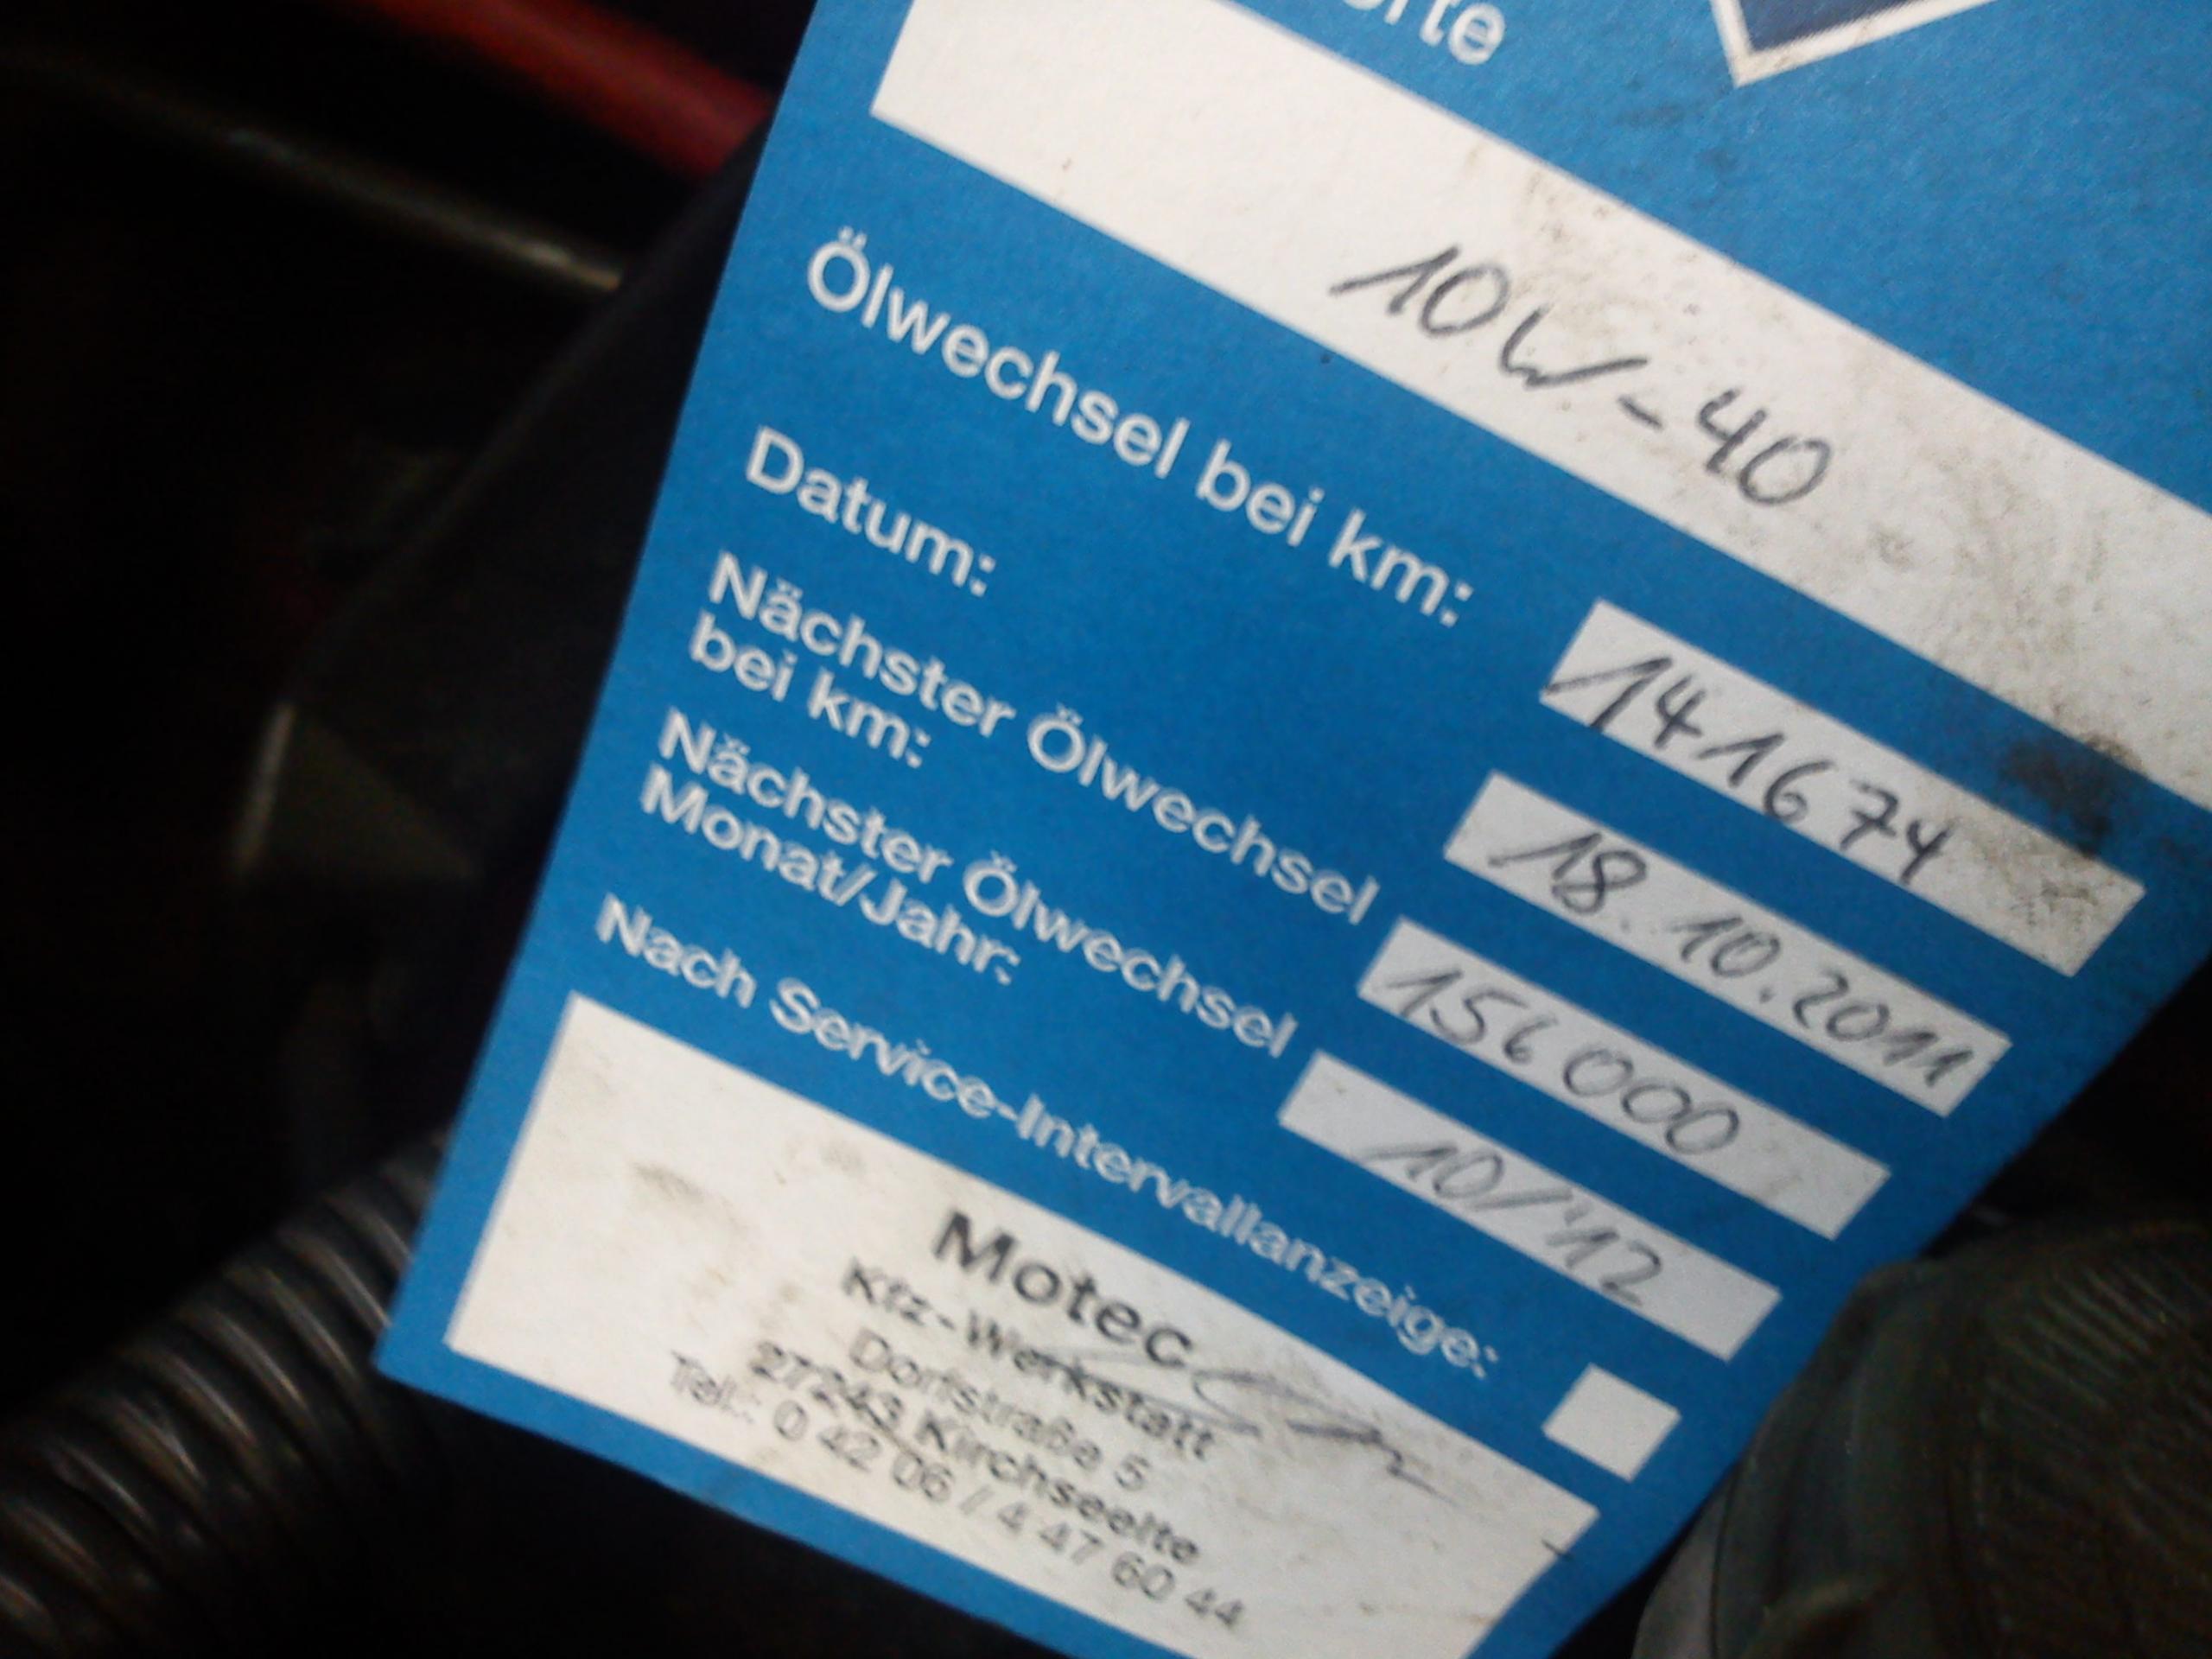 10W-40
Ölwechsel bei km: 141674
Datum: 18.10.2011
Nächster Ölwechsel
bei km: 156000
Nächster Ölwechsel
Monat/Jahr: 10/12
Nach Service-Intervallanzeige:
Motec
Kfz-Werkstatt
Dorfstraße 5
27243 Kirchseelte
Tel.: 0 42 06 / 4 47 60 44